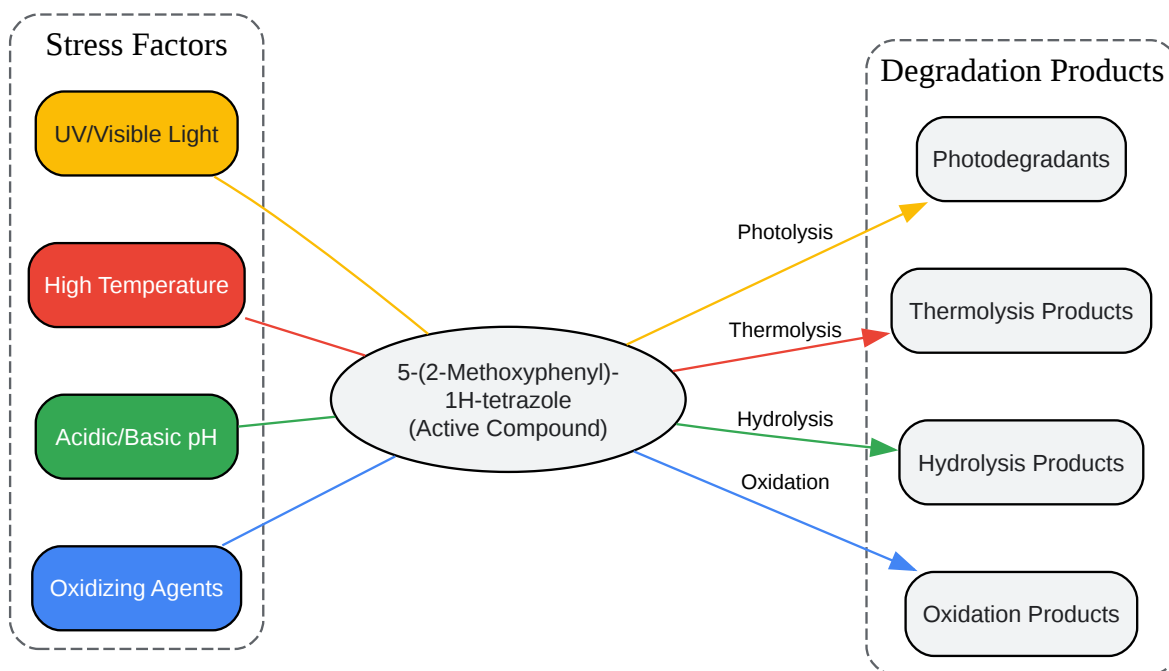 Stress Factors
UV/Visible Light
High Temperature
Acidic/Basic pH
Oxidizing Agents
5-(2-Methoxyphenyl)-
1H-tetrazole
(Active Compound)
Photolysis
Thermolysis
Hydrolysis
Oxidation
Degradation Products
Photodegradants
Thermolysis Products
Hydrolysis Products
Oxidation Products